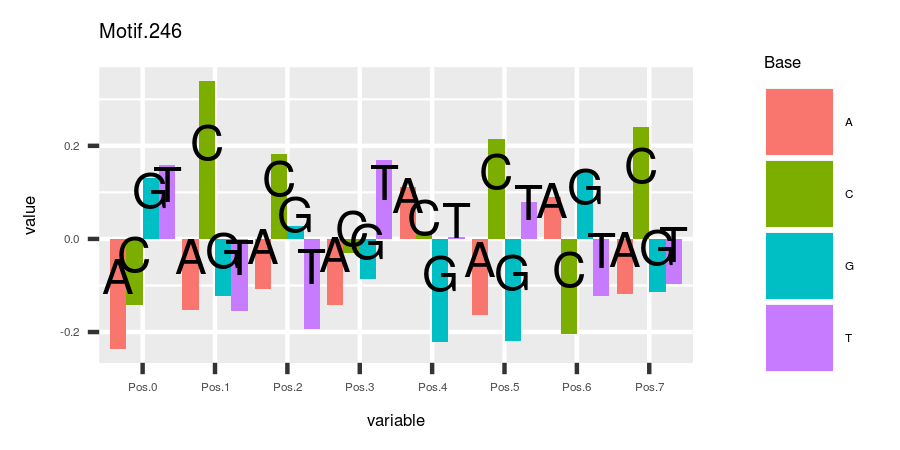 Motif.246
Base
A
C
G
T
value
0.2
0.0
-0.2
A C G T A C G T A C G T A C G T A C G T A C G T A C G T A C G T
Pos.0 Pos.1 Pos.2 Pos.3 Pos.4 Pos.5 Pos.6 Pos.7
variable